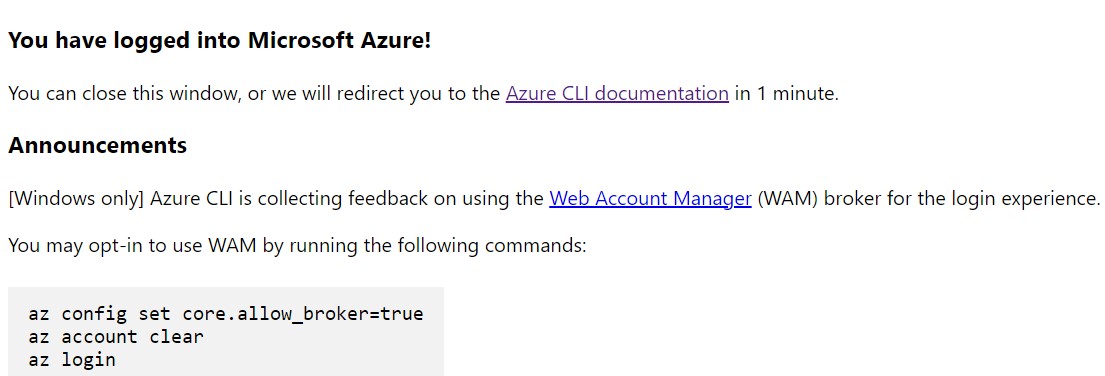 You have logged into Microsoft Azure!
You can close this window, or we will redirect you to the Azure CLI documentation in 1 minute.
Announcements
[Windows only] Azure CLI is collecting feedback on using the Web Account Manager (WAM) broker for the login experience.
You may opt-in to use WAM by running the following commands:
az config set core.allow_broker=true
az account clear
az login